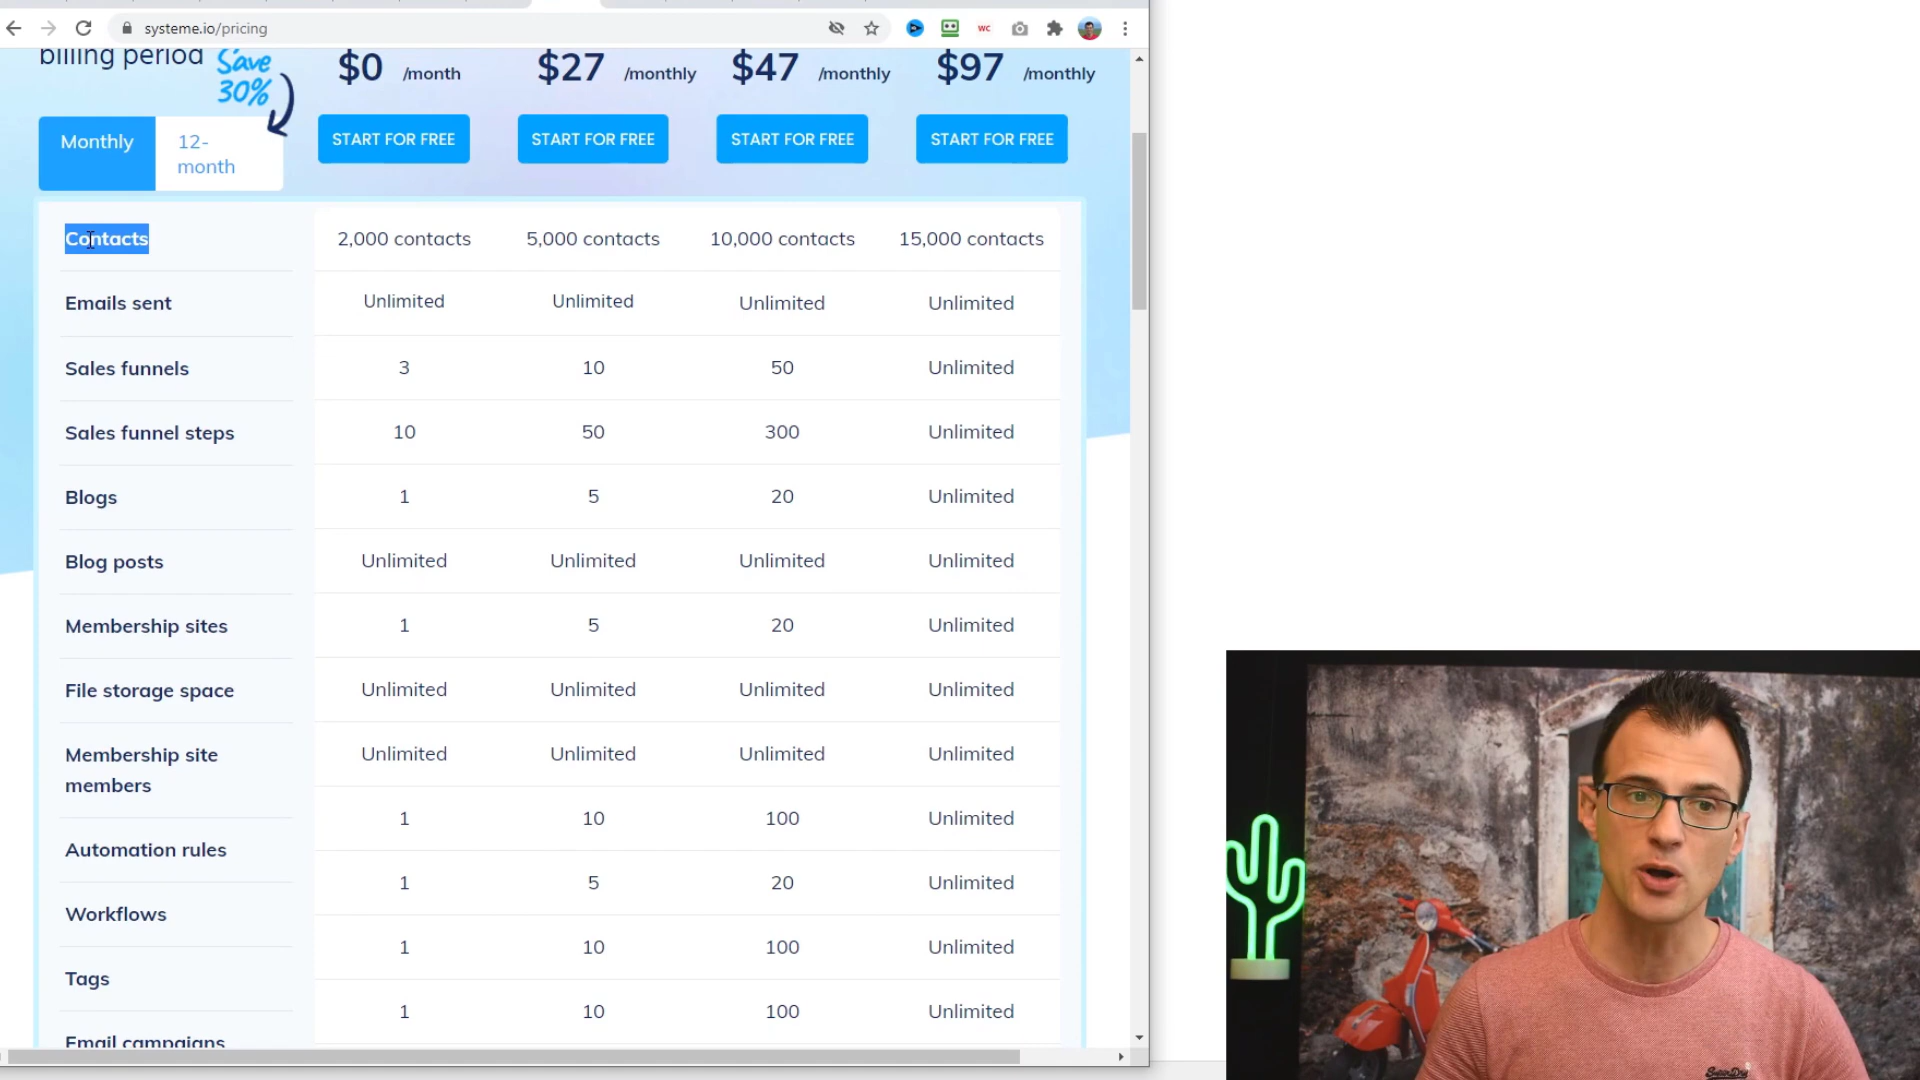 systeme.io/pricing
WC
billing period
Save
30%
$0 /month
$27 /monthly
$47 /monthly
$97 /monthly
Monthly
12-
month
START FOR FREE
START FOR FREE
START FOR FREE
START FOR FREE
Contacts 2,000 contacts 5,000 contacts 10,000 contacts 15,000 contacts
Emails sent Unlimited Unlimited Unlimited Unlimited
Sales funnels 3 10 50 Unlimited
Sales funnel steps 10 50 300 Unlimited
Blogs 1 5 20 Unlimited
Blog posts Unlimited Unlimited Unlimited Unlimited
Membership sites 1 5 20 Unlimited
File storage space Unlimited Unlimited Unlimited Unlimited
Membership site
members
Unlimited Unlimited Unlimited Unlimited
Automation rules 1 10 100 Unlimited
Workflows 1 5 20 Unlimited
Tags 1 10 100 Unlimited
Email campaigns 1 10 100 Unlimited
SuperDry